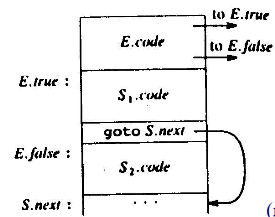 to E.true
E.code
to E.false
E.true :
S₁.code
goto S.next
E.false :
S₂.code
S.next :
· · ·